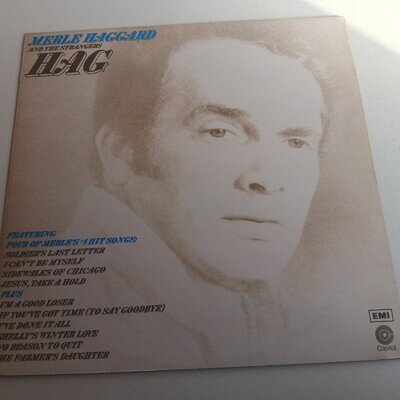 MERLE HAGGARD
AND THE STRANGERS
HAG
FEATURING
FOUR OF MERLE'S #1 HIT SONGS:
SOLDIER'S LAST LETTER
I CAN'T BE MYSELF
SIDEWALKS OF CHICAGO
JESUS, TAKE A HOLD
PLUS
I'M A GOOD LOSER
IF YOU'VE GOT TIME (TO SAY GOODBYE)
I'VE DONE IT ALL
SHELLY'S WINTER LOVE
NO REASON TO QUIT
THE FARMER'S DAUGHTER
EMI
Capitol